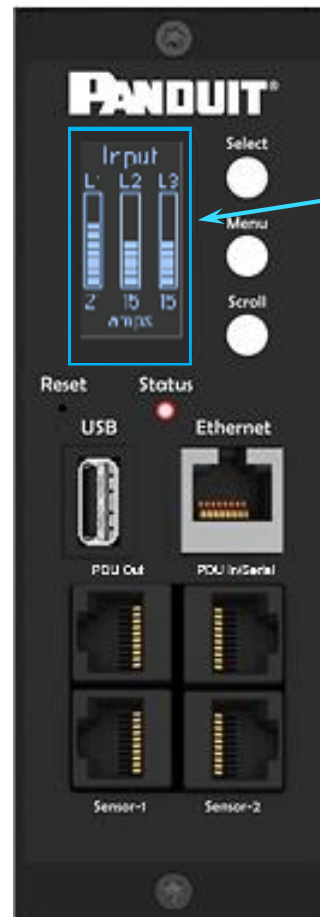 PANDUIT®
Select
Input
L1 L2 L3
Menu
21 15 15
amps
Scroll
Reset Status
USB Ethernet
PDU Out PDU In/Serial
Sensor-1 Sensor-2